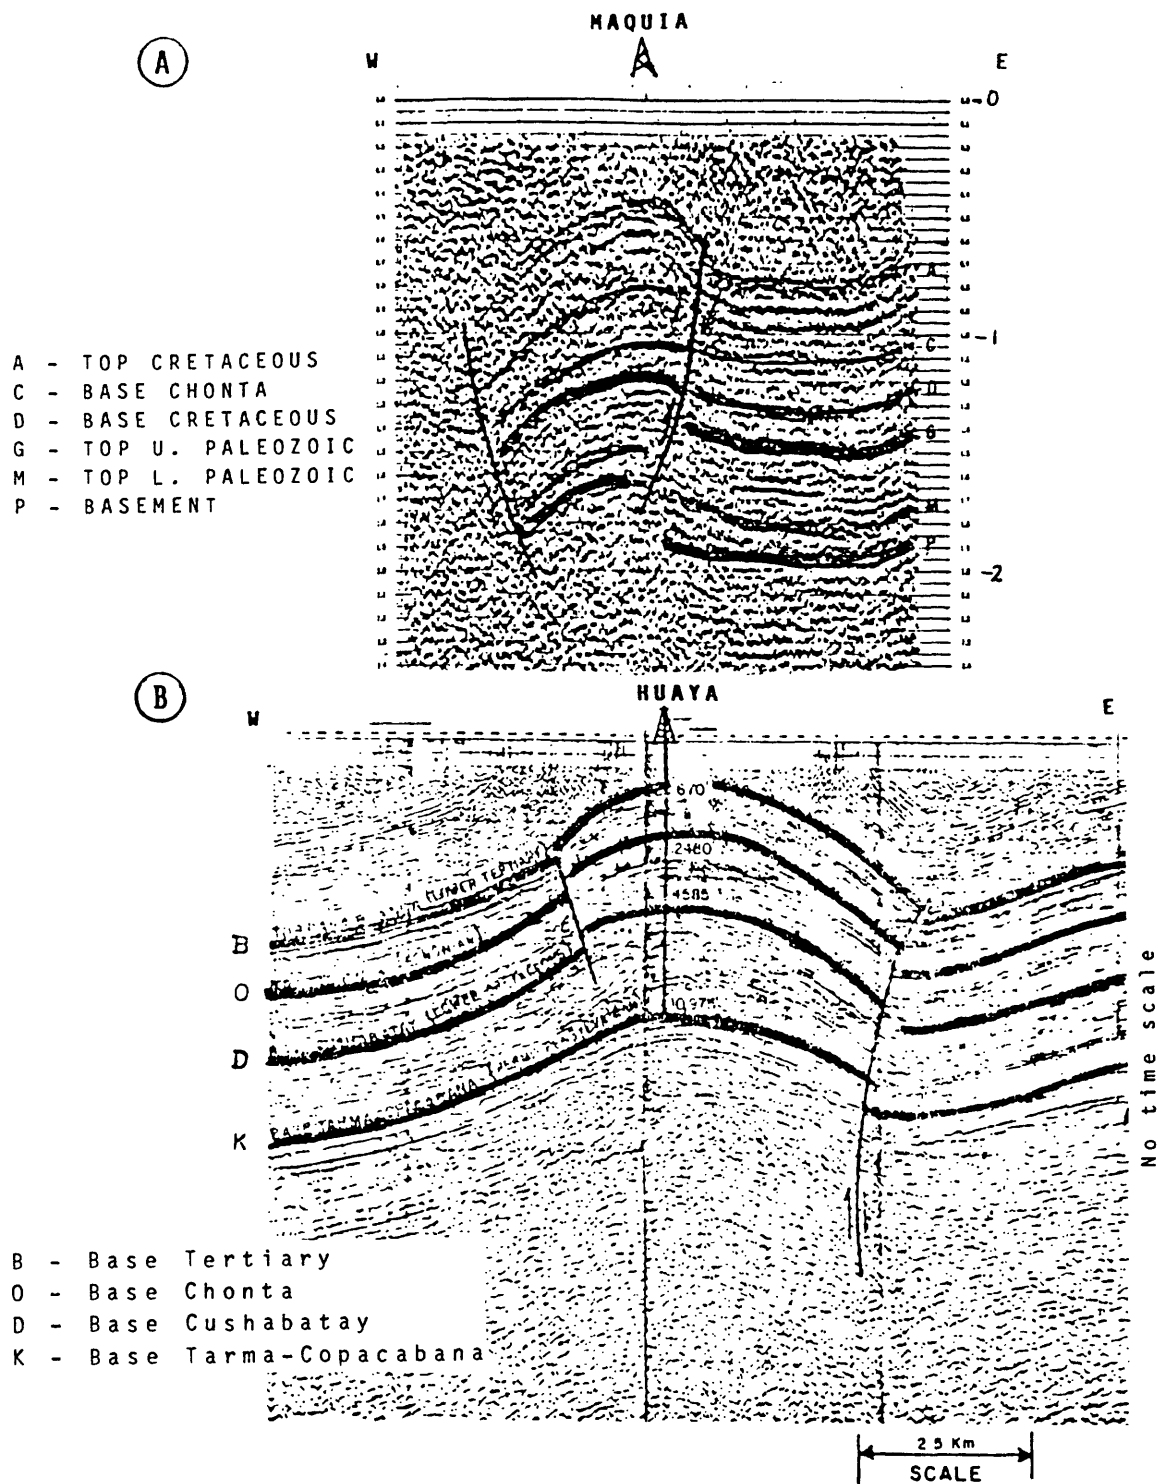 MAQUIA
A
W
E
0
A
-1
C
D
G
M
P
-2
A - TOP CRETACEOUS
C - BASE CHONTA
D - BASE CRETACEOUS
G - TOP U. PALEOZOIC
M - TOP L. PALEOZOIC
P - BASEMENT
B
HUAYA
W
E
670'
2480'
4585'
B
O
D
K
No time scale
B - Base Tertiary
O - Base Chonta
D - Base Cushabatay
K - Base Tarma-Copacabana
2 5 Km
SCALE